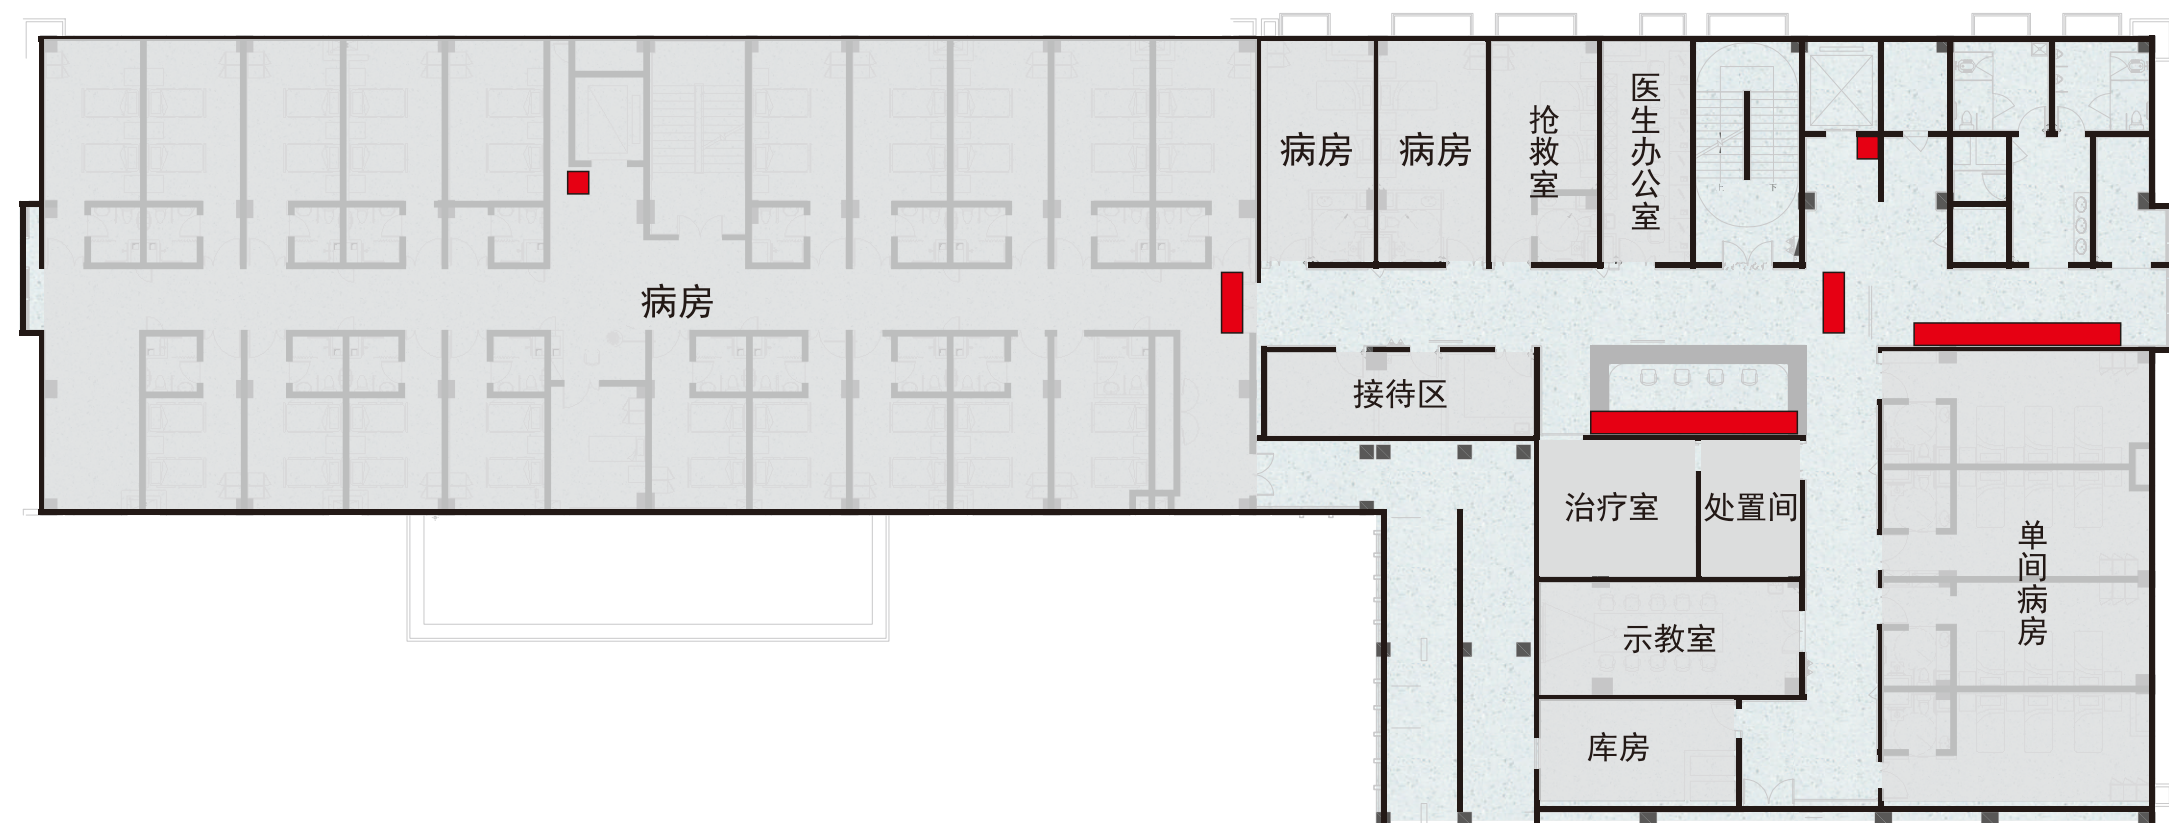 病房
病房
抢救室
医生办公室
病房
接待区
治疗室
处置间
单间病房
示教室
库房